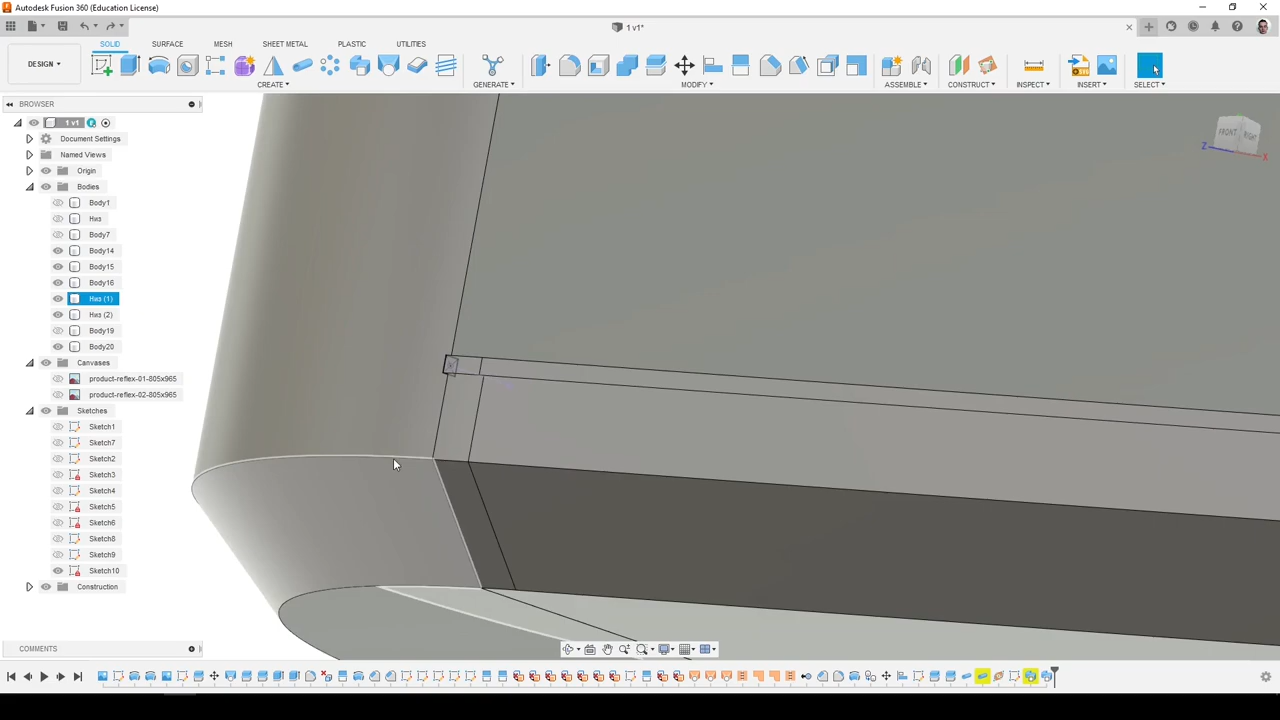 Autodesk Fusion 360 (Education License)
1 v1*
SOLID SURFACE MESH SHEET METAL PLASTIC UTILITIES
DESIGN
CREATE GENERATE MODIFY ASSEMBLE CONSTRUCT INSPECT INSERT SELECT
BROWSER
1 v1
Document Settings
Named Views
Origin
Bodies
Body1
Низ
Body7
Body14
Body15
Body16
Низ (1)
Низ (2)
Body19
Body20
Canvases
product-reflex-01-805x965
product-reflex-02-805x965
Sketches
Sketch1
Sketch7
Sketch2
Sketch3
Sketch4
Sketch5
Sketch6
Sketch8
Sketch9
Sketch10
Construction
COMMENTS
FRONT RIGHT
Z X